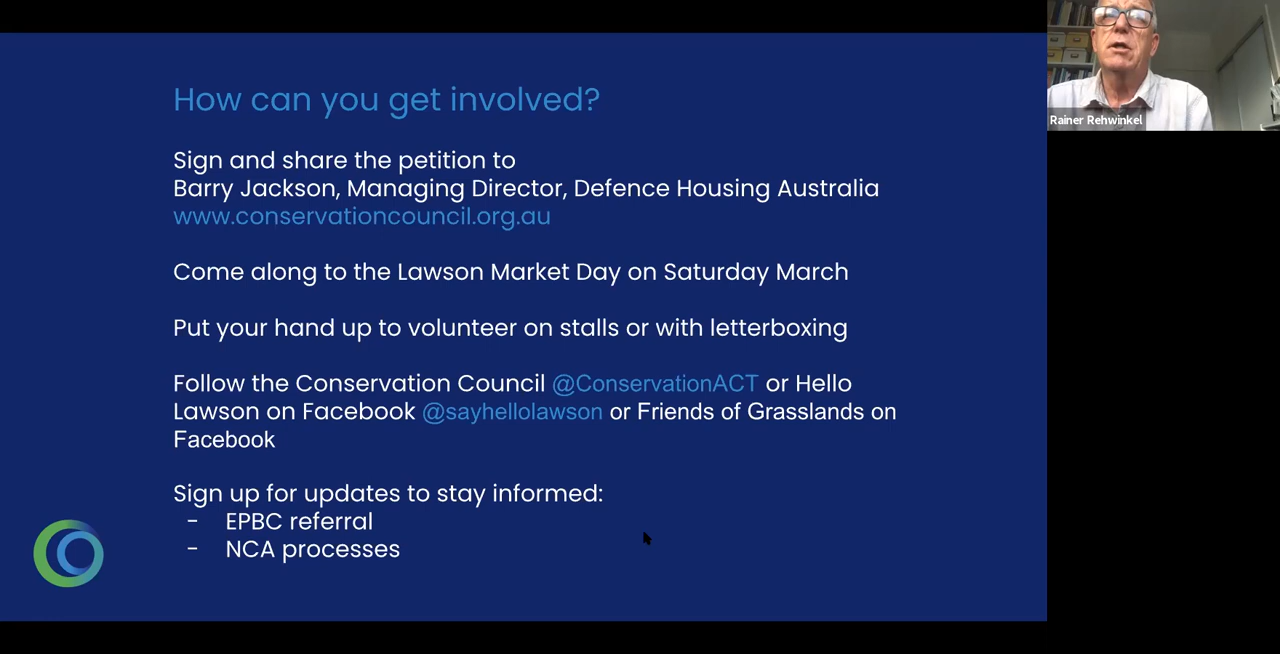 How can you get involved?
Sign and share the petition to
Barry Jackson, Managing Director, Defence Housing Australia
www.conservationcouncil.org.au
Come along to the Lawson Market Day on Saturday March
Put your hand up to volunteer on stalls or with letterboxing
Follow the Conservation Council @ConservationACT or Hello
Lawson on Facebook @sayhellolawson or Friends of Grasslands on
Facebook
Sign up for updates to stay informed:
- EPBC referral
- NCA processes
Rainer Rehwinkel